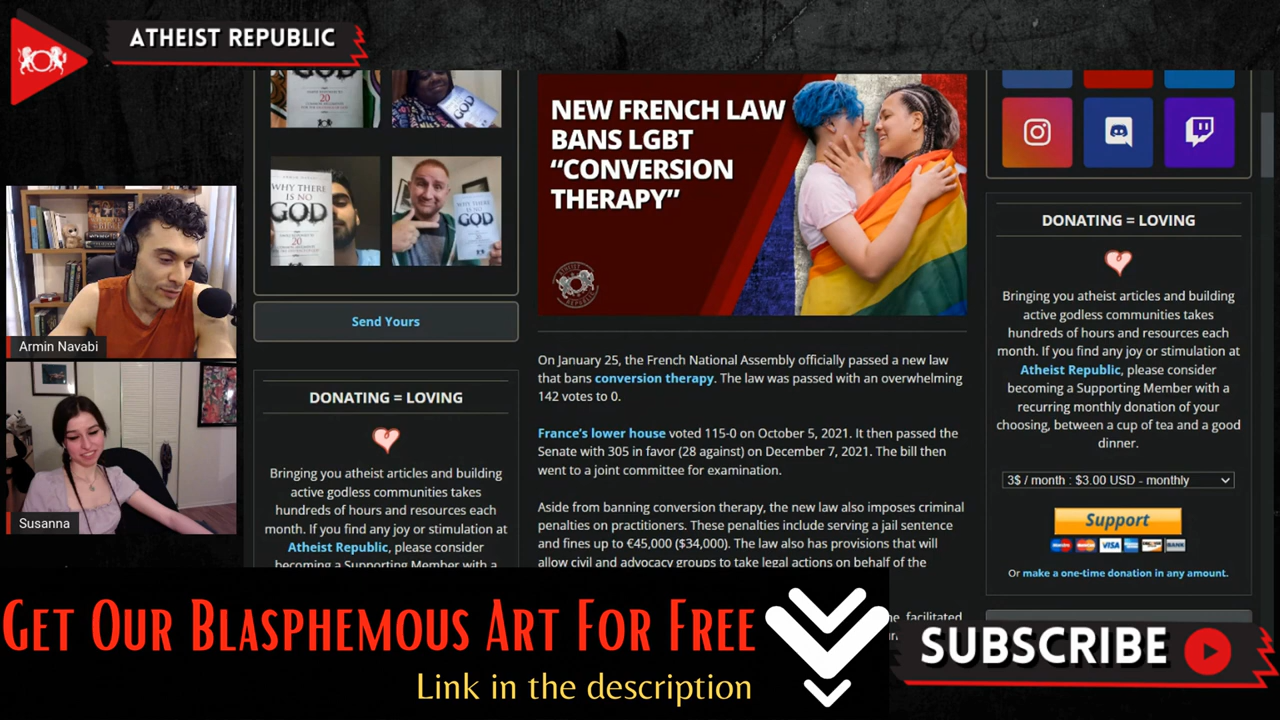 ATHEIST REPUBLIC
GOD
GOD
WHY THERE
IS NO
GOD
20
WHY THERE
IS NO
GOD
20
Send Yours
DONATING = LOVING
Bringing you atheist articles and building
active godless communities takes
hundreds of hours and resources each
month. If you find any joy or stimulation at
Atheist Republic, please consider
becoming a Supporting Member with a
NEW FRENCH LAW
BANS LGBT
“CONVERSION
THERAPY”
On January 25, the French National Assembly officially passed a new law
that bans conversion therapy. The law was passed with an overwhelming
142 votes to 0.
France’s lower house voted 115-0 on October 5, 2021. It then passed the
Senate with 305 in favor (28 against) on December 7, 2021. The bill then
went to a joint committee for examination.
Aside from banning conversion therapy, the new law also imposes criminal
penalties on practitioners. These penalties include serving a jail sentence
and fines up to €45,000 ($34,000). The law also has provisions that will
allow civil and advocacy groups to take legal actions on behalf of the
facilitated
DONATING = LOVING
Bringing you atheist articles and building
active godless communities takes
hundreds of hours and resources each
month. If you find any joy or stimulation at
Atheist Republic, please consider
becoming a Supporting Member with a
recurring monthly donation of your
choosing, between a cup of tea and a good
dinner.
3$ / month : $3.00 USD - monthly
Support
VISA
BANK
Or make a one-time donation in any amount.
Armin Navabi
Susanna
GET OUR BLASPHEMOUS ART FOR FREE
Link in the description
SUBSCRIBE